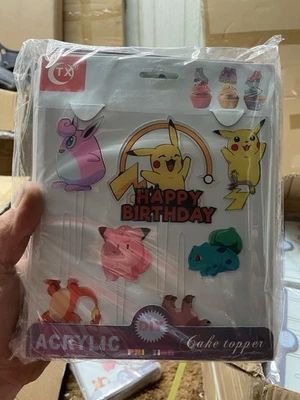 TX
HAPPY
BIRTHDAY
DIY
ACRYLIC
Cake topper